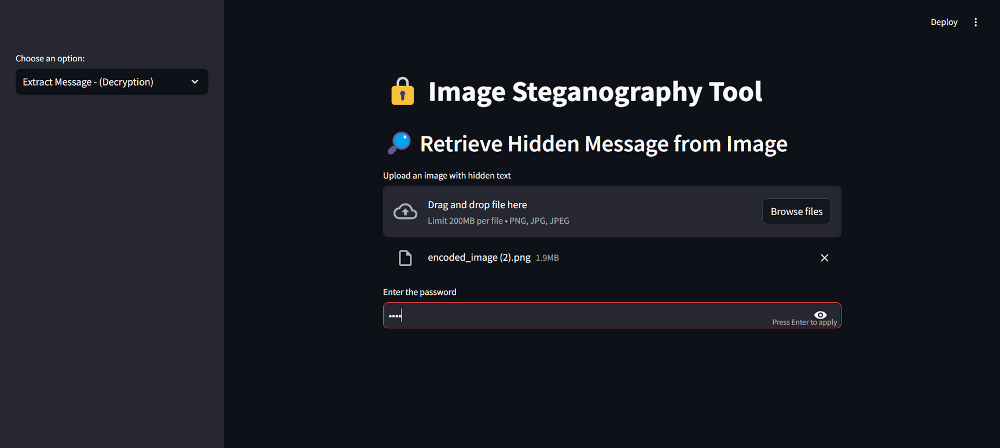 Deploy
Choose an option:
Extract Message - (Decryption)
Image Steganography Tool
Retrieve Hidden Message from Image
Upload an image with hidden text
Drag and drop file here
Limit 200MB per file • PNG, JPG, JPEG
Browse files
encoded_image (2).png 1.9MB
Enter the password
••••
Press Enter to apply